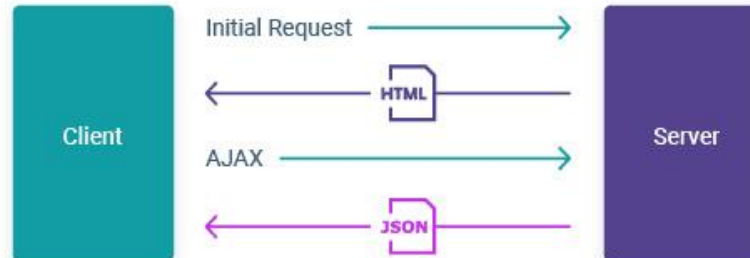 Initial Request
HTML
Client
Server
AJAX
JSON